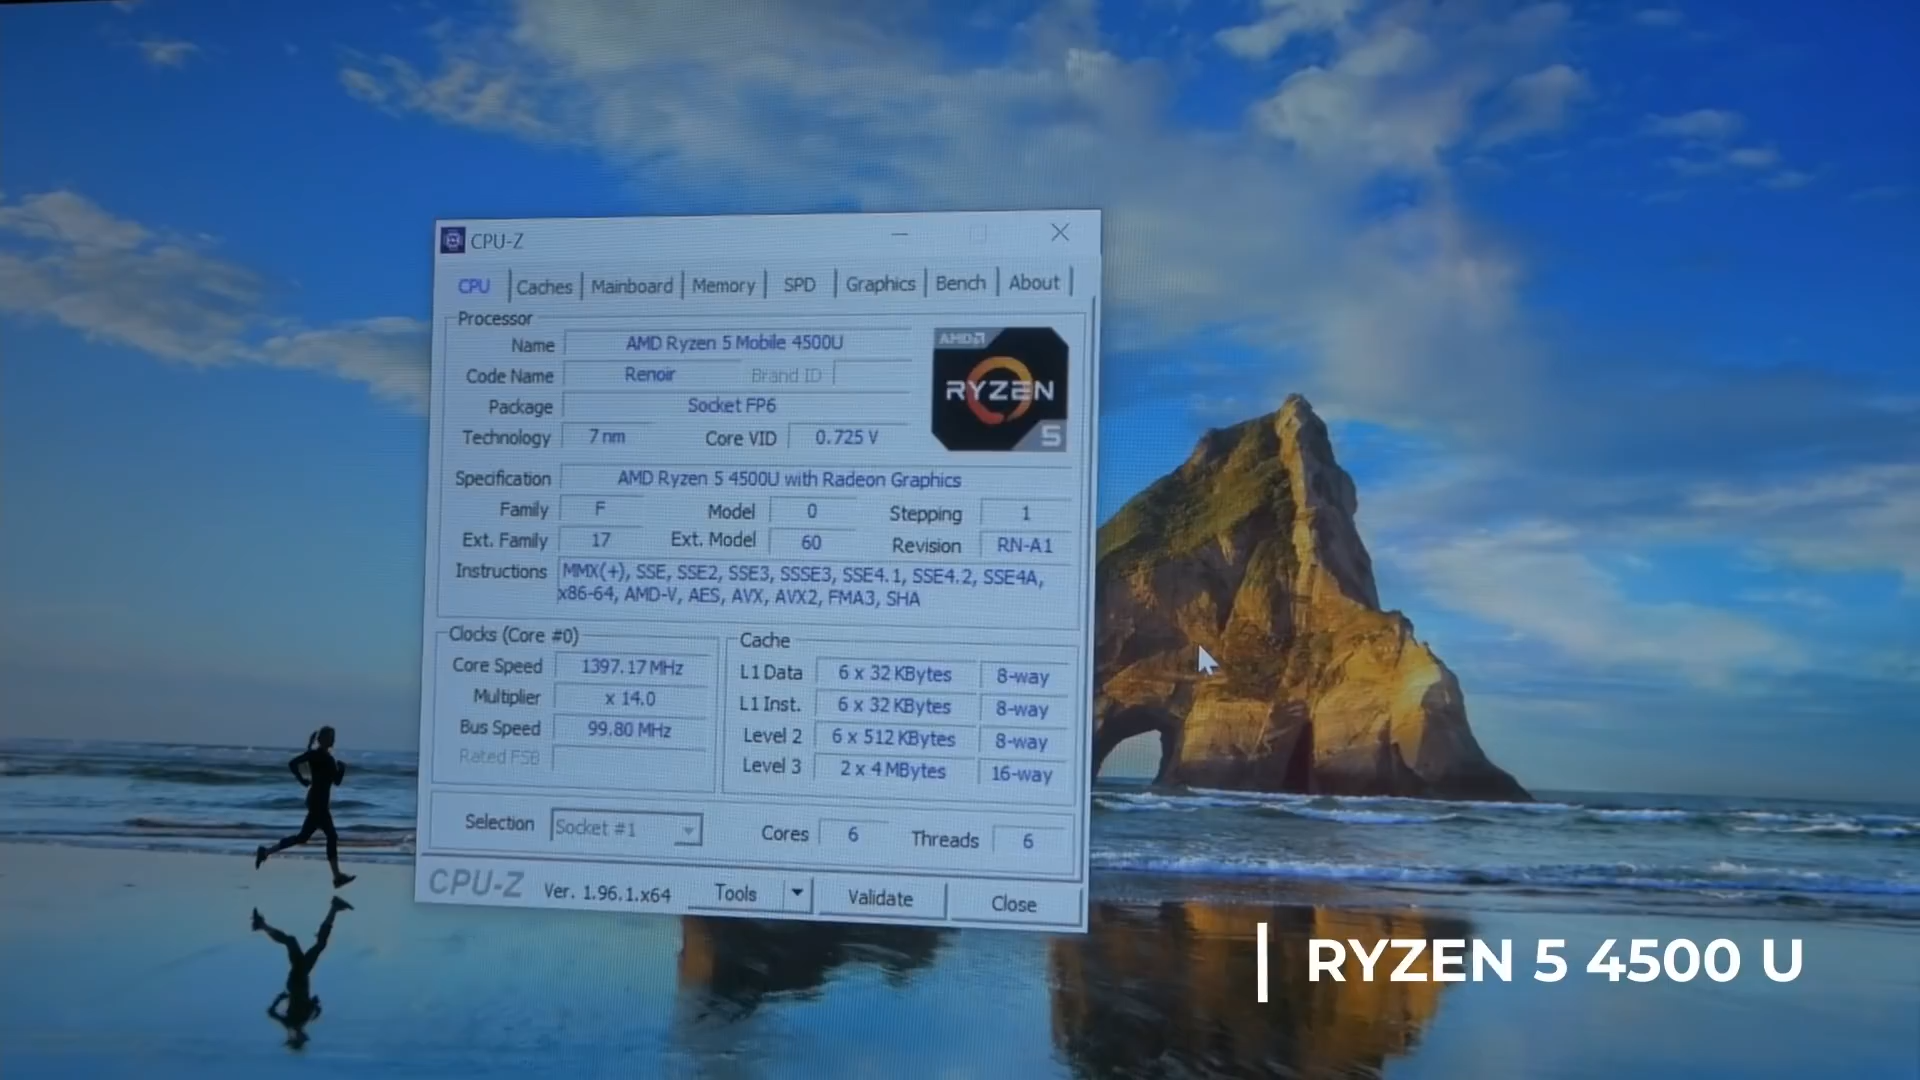 CPU-Z
CPU Caches Mainboard Memory SPD Graphics Bench About
Processor
Name AMD Ryzen 5 Mobile 4500U
Code Name Renoir Brand ID
Package Socket FP6
Technology 7 nm Core VID 0.725 V
AMD
RYZEN
5
Specification AMD Ryzen 5 4500U with Radeon Graphics
Family F Model 0 Stepping 1
Ext. Family 17 Ext. Model 60 Revision RN-A1
Instructions MMX(+), SSE, SSE2, SSE3, SSSE3, SSE4.1, SSE4.2, SSE4A,
x86-64, AMD-V, AES, AVX, AVX2, FMA3, SHA
Clocks (Core #0)
Core Speed 1397.17 MHz
Multiplier x 14.0
Bus Speed 99.80 MHz
Rated FSB
Cache
L1 Data 6 x 32 KBytes 8-way
L1 Inst. 6 x 32 KBytes 8-way
Level 2 6 x 512 KBytes 8-way
Level 3 2 x 4 MBytes 16-way
Selection Socket #1 Cores 6 Threads 6
CPU-Z Ver. 1.96.1.x64 Tools Validate Close
RYZEN 5 4500 U